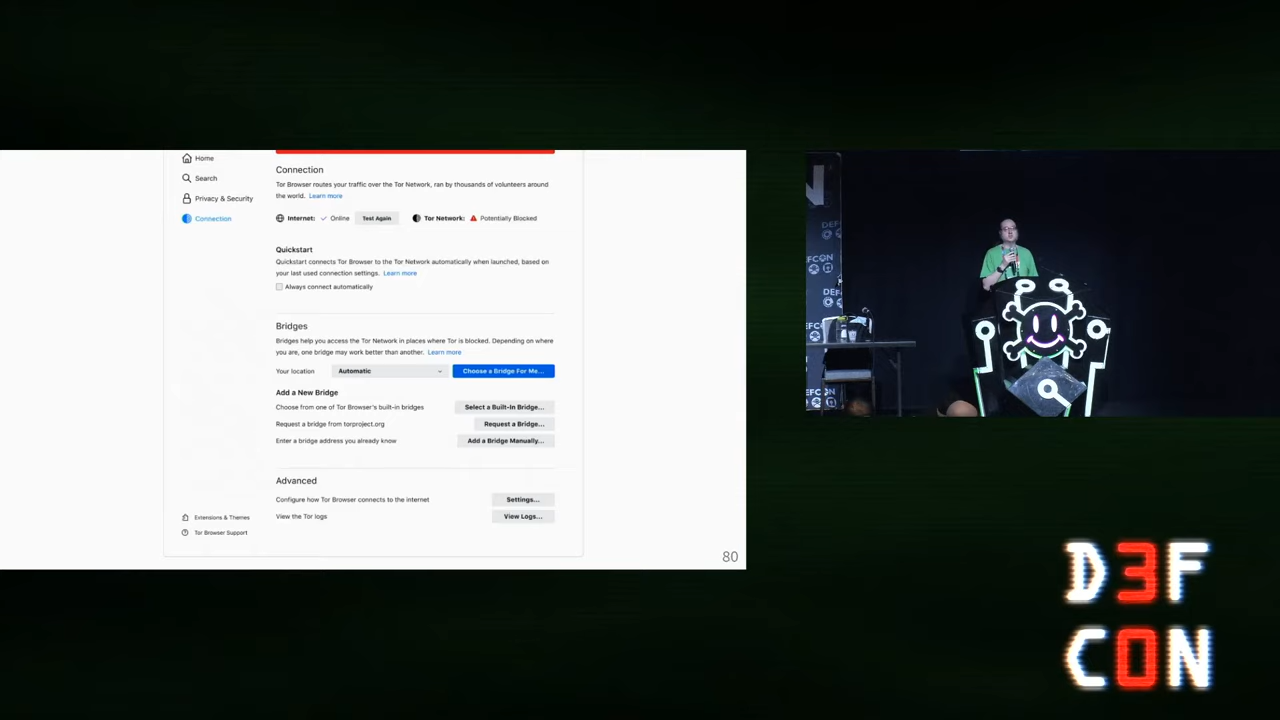 Home
Search
Privacy & Security
Connection
Connection
Tor Browser routes your traffic over the Tor Network, ran by thousands of volunteers around
the world. Learn more
Internet: Online Test Again Tor Network: Potentially Blocked
Quickstart
Quickstart connects Tor Browser to the Tor Network automatically when launched, based on
your last used connection settings. Learn more
Always connect automatically
Bridges
Bridges help you access the Tor Network in places where Tor is blocked. Depending on where
you are, one bridge may work better than another. Learn more
Your location Automatic Choose a Bridge For Me...
Add a New Bridge
Choose from one of Tor Browser's built-in bridges Select a Built-In Bridge...
Request a bridge from torproject.org Request a Bridge...
Enter a bridge address you already know Add a Bridge Manually...
Advanced
Configure how Tor Browser connects to the internet Settings...
View the Tor logs View Logs...
Extensions & Themes
Tor Browser Support
80
DEFCON
D3F
C0N